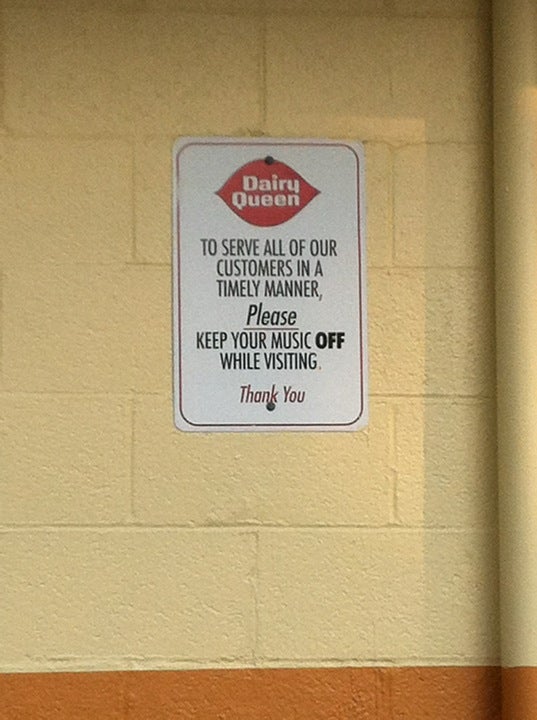 Dairy
Queen
TO SERVE ALL OF OUR
CUSTOMERS IN A
TIMELY MANNER,
Please
KEEP YOUR MUSIC OFF
WHILE VISITING.
Thank You